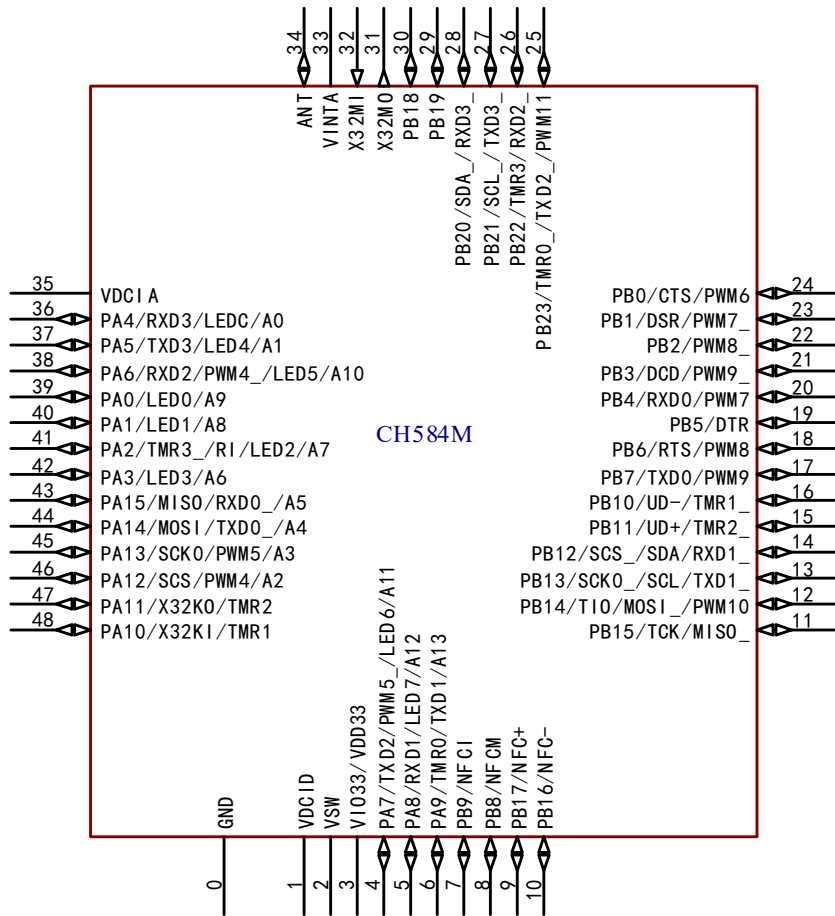 34
33
32
31
30
29
28
27
26
25
ANT
VINTA
X32MI
X32MO
PB18
PB19
PB20/SDA_/RXD3_
PB21/SCL_/TXD3_
PB22/TMR3/RXD2_
PB23/TMR0_/TXD2_/PWM11
35 VDCIA
36 PA4/RXD3/LEDC/A0
37 PA5/TXD3/LED4/A1
38 PA6/RXD2/PWM4_/LED5/A10
39 PA0/LED0/A9
40 PA1/LED1/A8
41 PA2/TMR3_/RI/LED2/A7
42 PA3/LED3/A6
43 PA15/MISO/RXD0_/A5
44 PA14/MOSI/TXD0_/A4
45 PA13/SCK0/PWM5/A3
46 PA12/SCS/PWM4/A2
47 PA11/X32KO/TMR2
48 PA10/X32KI/TMR1
CH584M
PB0/CTS/PWM6 24
PB1/DSR/PWM7_ 23
PB2/PWM8_ 22
PB3/DCD/PWM9_ 21
PB4/RXD0/PWM7 20
PB5/DTR 19
PB6/RTS/PWM8 18
PB7/TXD0/PWM9 17
PB10/UD-/TMR1_ 16
PB11/UD+/TMR2_ 15
PB12/SCS_/SDA/RXD1_ 14
PB13/SCK0_/SCL/TXD1_ 13
PB14/TIO/MOSI_/PWM10 12
PB15/TCK/MISO_ 11
GND
VDCID
VSW
VIO33/VDD33
PA7/TXD2/PWM5_/LED6/A11
PA8/RXD1/LED7/A12
PA9/TMR0/TXD1/A13
PB9/NFCI
PB8/NFCM
PB17/NFC+
PB16/NFC-
0
1
2
3
4
5
6
7
8
9
10